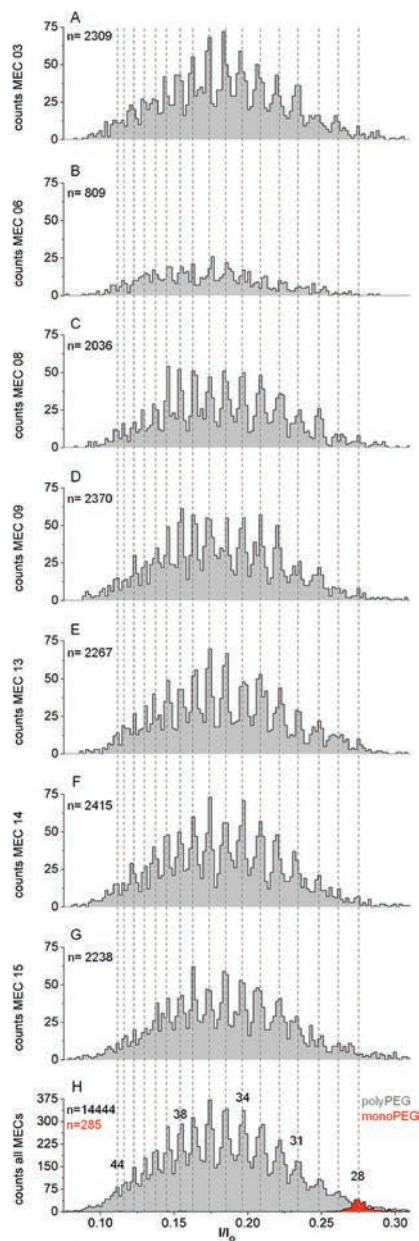 A
n= 2309
counts MEC 03
75
50
25
0
B
n= 809
counts MEC 06
75
50
25
0
C
n= 2036
counts MEC 08
75
50
25
0
D
n= 2370
counts MEC 09
75
50
25
0
E
n= 2267
counts MEC 13
75
50
25
0
F
n= 2415
counts MEC 14
75
50
25
0
G
n= 2238
counts MEC 15
75
50
25
0
H
n=14444
n=285
counts all MECs
375
300
225
150
75
0
polyPEG
monoPEG
44
38
34
31
28
0.10 0.15 0.20 0.25 0.30
I/Io